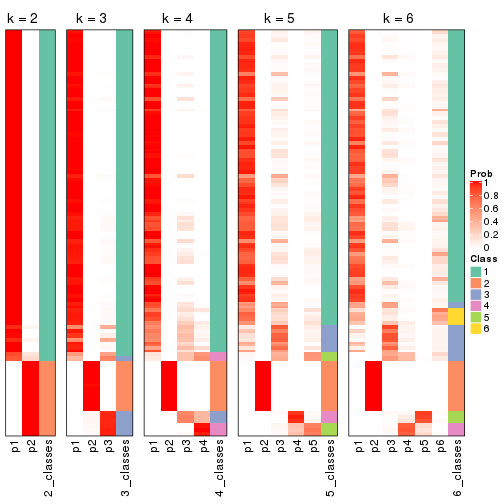 k = 2
k = 3
k = 4
k = 5
k = 6
p1
p2
2_classes
p1
p2
p3
3_classes
p1
p2
p3
p4
4_classes
p1
p2
p3
p4
p5
5_classes
p1
p2
p3
p4
p5
p6
6_classes
Prob
1
0.8
0.6
0.4
0.2
0
Class
1
2
3
4
5
6